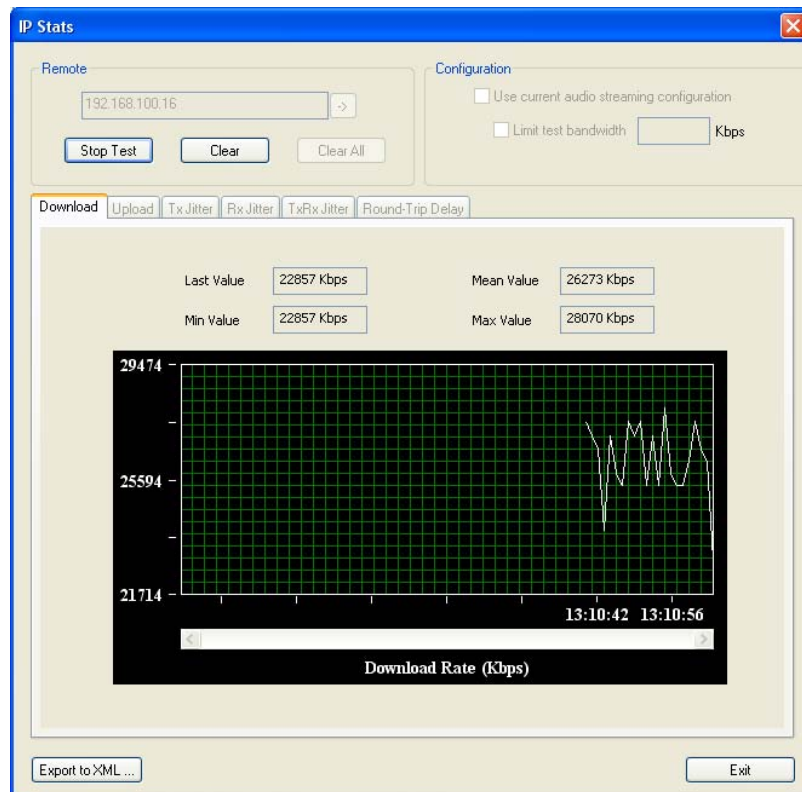 IP Stats
Remote
Configuration
192.168.100.16
->
Use current audio streaming configuration
Limit test bandwidth
Kbps
Stop Test
Clear
Clear All
Download
Upload
Tx Jitter
Rx Jitter
TxRx Jitter
Round-Trip Delay
Last Value
22857 Kbps
Mean Value
26273 Kbps
Min Value
22857 Kbps
Max Value
28070 Kbps
29474
25594
21714
13:10:42 13:10:56
Download Rate (Kbps)
Export to XML ...
Exit